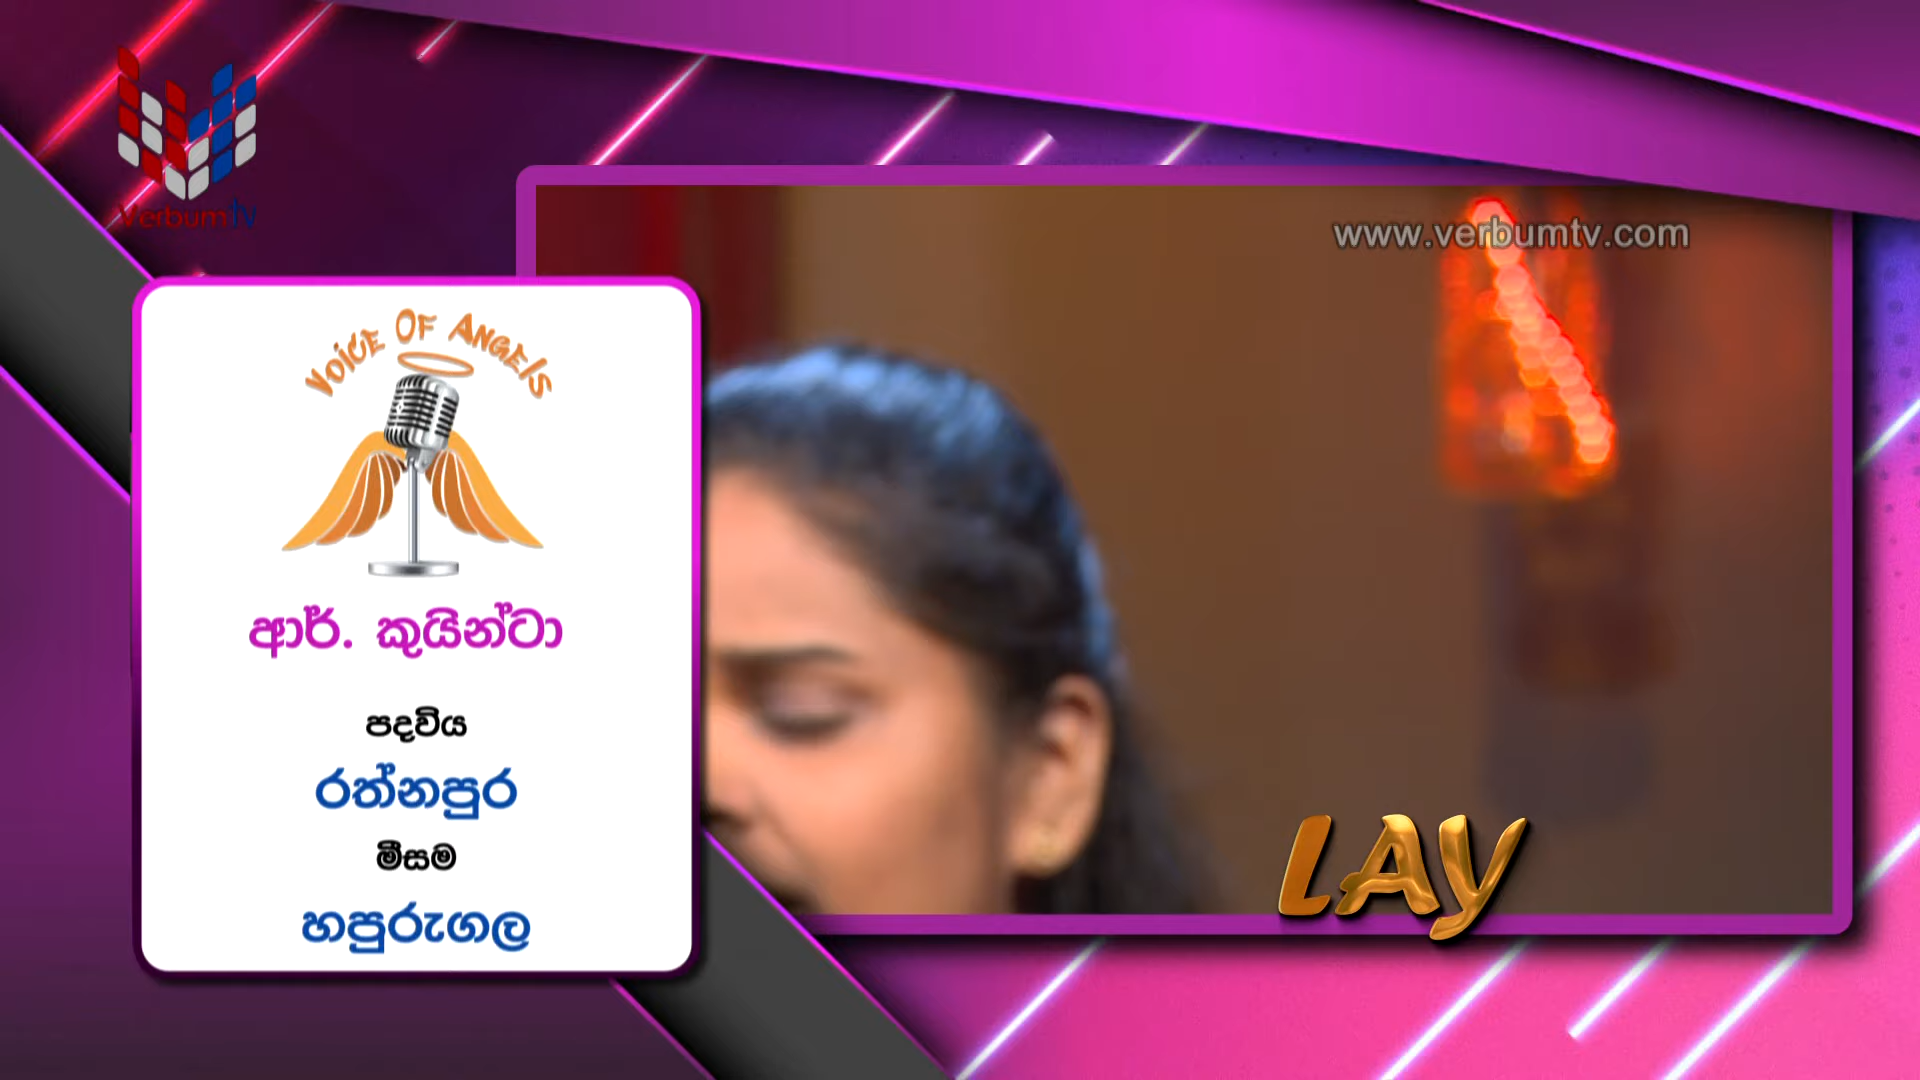 VerbumTV
www.verbumtv.com
VOICE OF ANGELS
ආර්. කුයින්ටා
පදවිය
රත්නපුර
මීසම
හපුරුගල
LAY